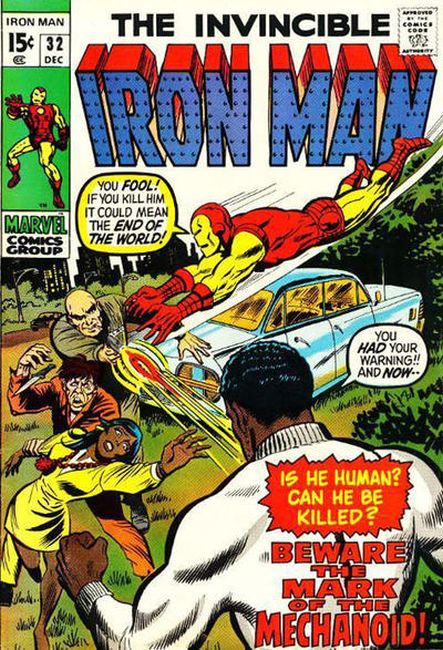 IRON MAN
15¢
32
DEC
CC
APPROVED
BY THE
COMICS
CODE
AUTHORITY
THE INVINCIBLE
IRON MAN
MARVEL
COMICS
GROUP
YOU FOOL!
IF YOU KILL HIM
IT COULD MEAN
THE END OF
THE WORLD!
YOU
HAD YOUR
WARNING!!
AND NOW--
IS HE HUMAN?
CAN HE BE
KILLED?
BEWARE
THE
MARK
OF THE
MECHANOID!